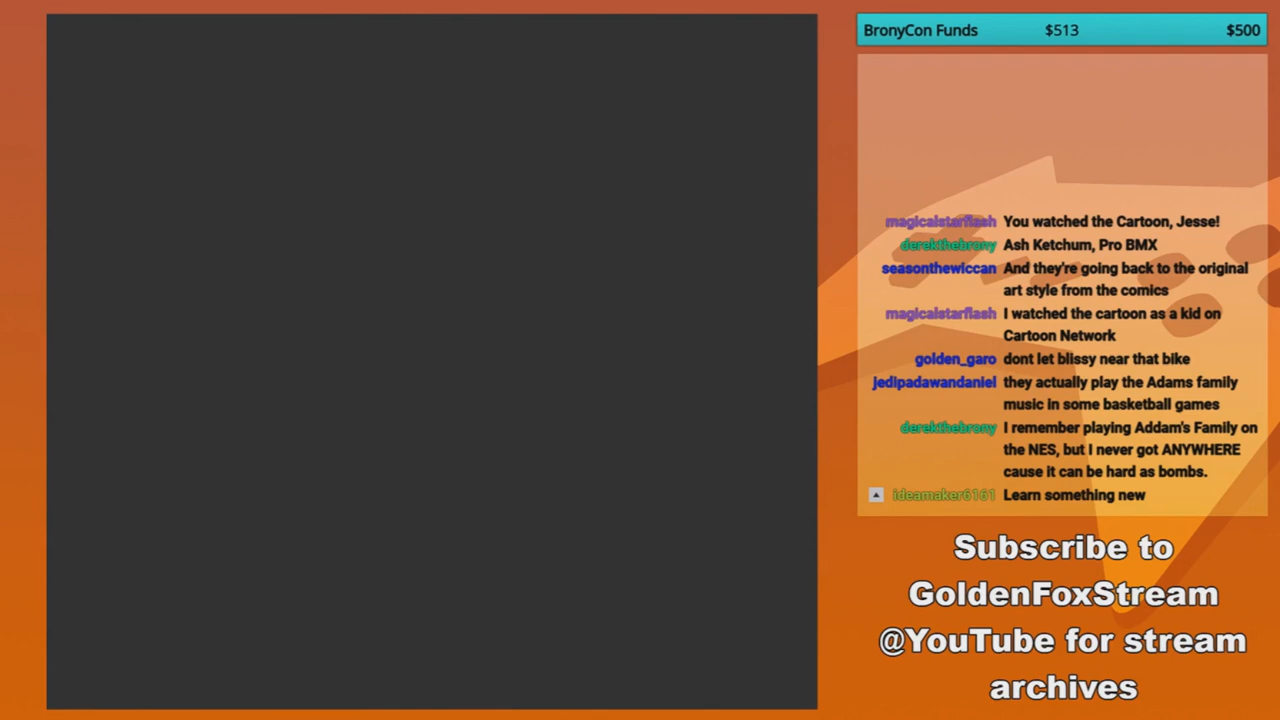 BronyCon Funds $513 $500
magicalstarflash You watched the Cartoon, Jesse!
derekthebrony Ash Ketchum, Pro BMX
seasonthewiccan And they're going back to the original
art style from the comics
magicalstarflash I watched the cartoon as a kid on
Cartoon Network
golden_garo dont let blissy near that bike
jedipadawandaniel they actually play the Adams family
music in some basketball games
derekthebrony I remember playing Addam's Family on
the NES, but I never got ANYWHERE
cause it can be hard as bombs.
ideamaker6161 Learn something new
Subscribe to
GoldenFoxStream
@YouTube for stream
archives